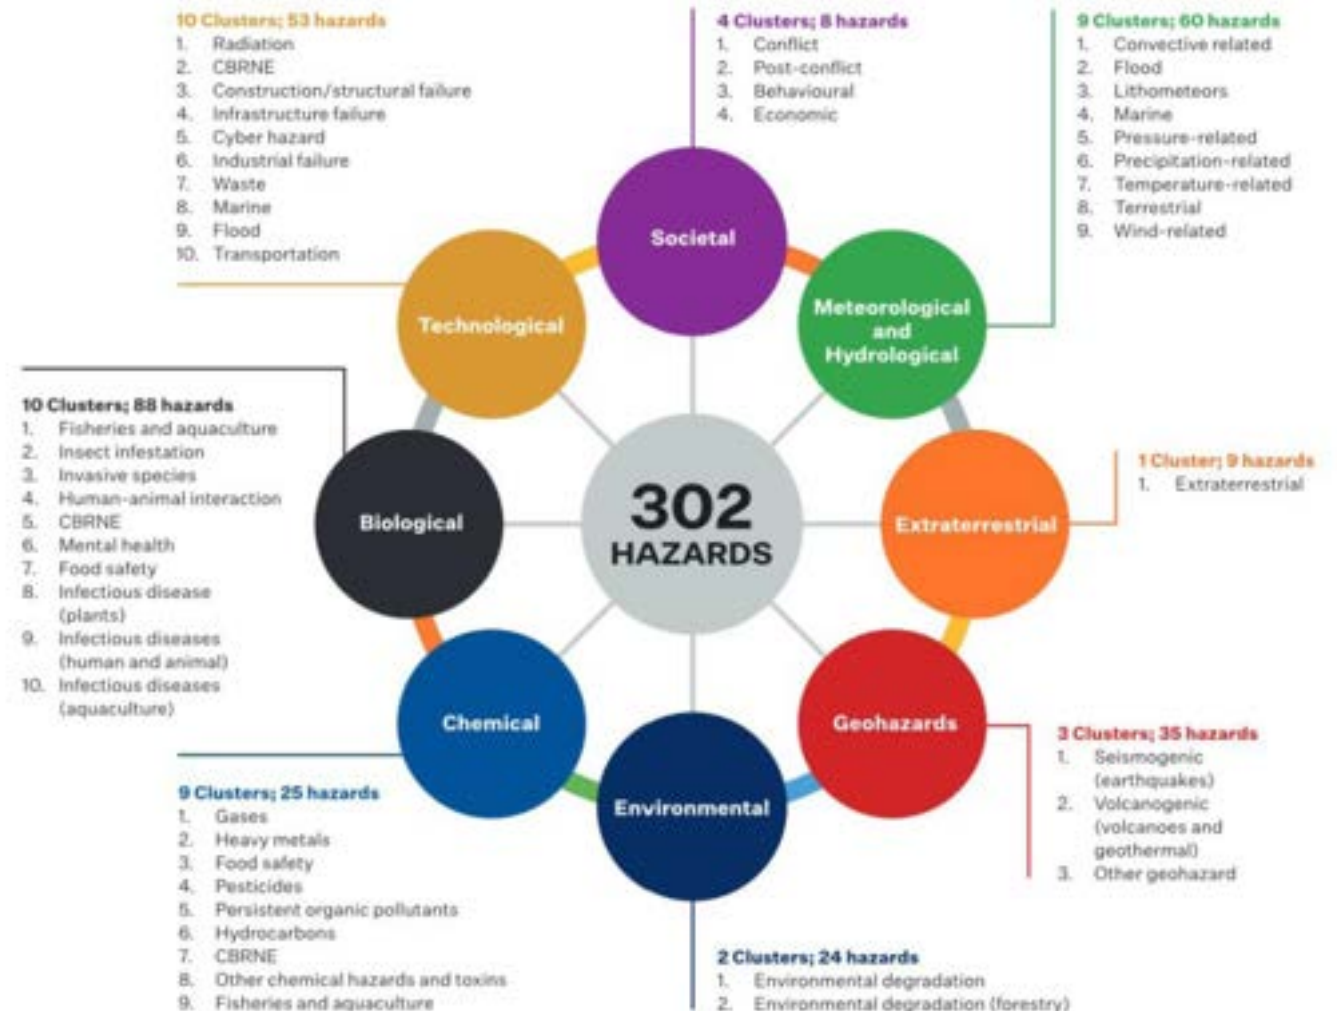 10 Clusters; 53 hazards
1. Radiation
2. CBRNE
3. Construction/structural failure
4. Infrastructure failure
5. Cyber hazard
6. Industrial failure
7. Waste
8. Marine
9. Flood
10. Transportation
4 Clusters; 8 hazards
1. Conflict
2. Post-conflict
3. Behavioural
4. Economic
9 Clusters; 60 hazards
1. Convective related
2. Flood
3. Lithometeors
4. Marine
5. Pressure-related
6. Precipitation-related
7. Temperature-related
8. Terrestrial
9. Wind-related
Societal
Technological
Meteorological
and
Hydrological
10 Clusters; 88 hazards
1. Fisheries and aquaculture
2. Insect infestation
3. Invasive species
4. Human-animal interaction
5. CBRNE
6. Mental health
7. Food safety
8. Infectious disease
(plants)
9. Infectious diseases
(human and animal)
10. Infectious diseases
(aquaculture)
Biological
302
HAZARDS
Extraterrestrial
1 Cluster; 9 hazards
1. Extraterrestrial
Chemical
Environmental
Geohazards
3 Clusters; 35 hazards
1. Seismogenic
(earthquakes)
2. Volcanogenic
(volcanoes and
geothermal)
3. Other geohazard
9 Clusters; 25 hazards
1. Gases
2. Heavy metals
3. Food safety
4. Pesticides
5. Persistent organic pollutants
6. Hydrocarbons
7. CBRNE
8. Other chemical hazards and toxins
9. Fisheries and aquaculture
2 Clusters; 24 hazards
1. Environmental degradation
2. Environmental degradation (forestry)